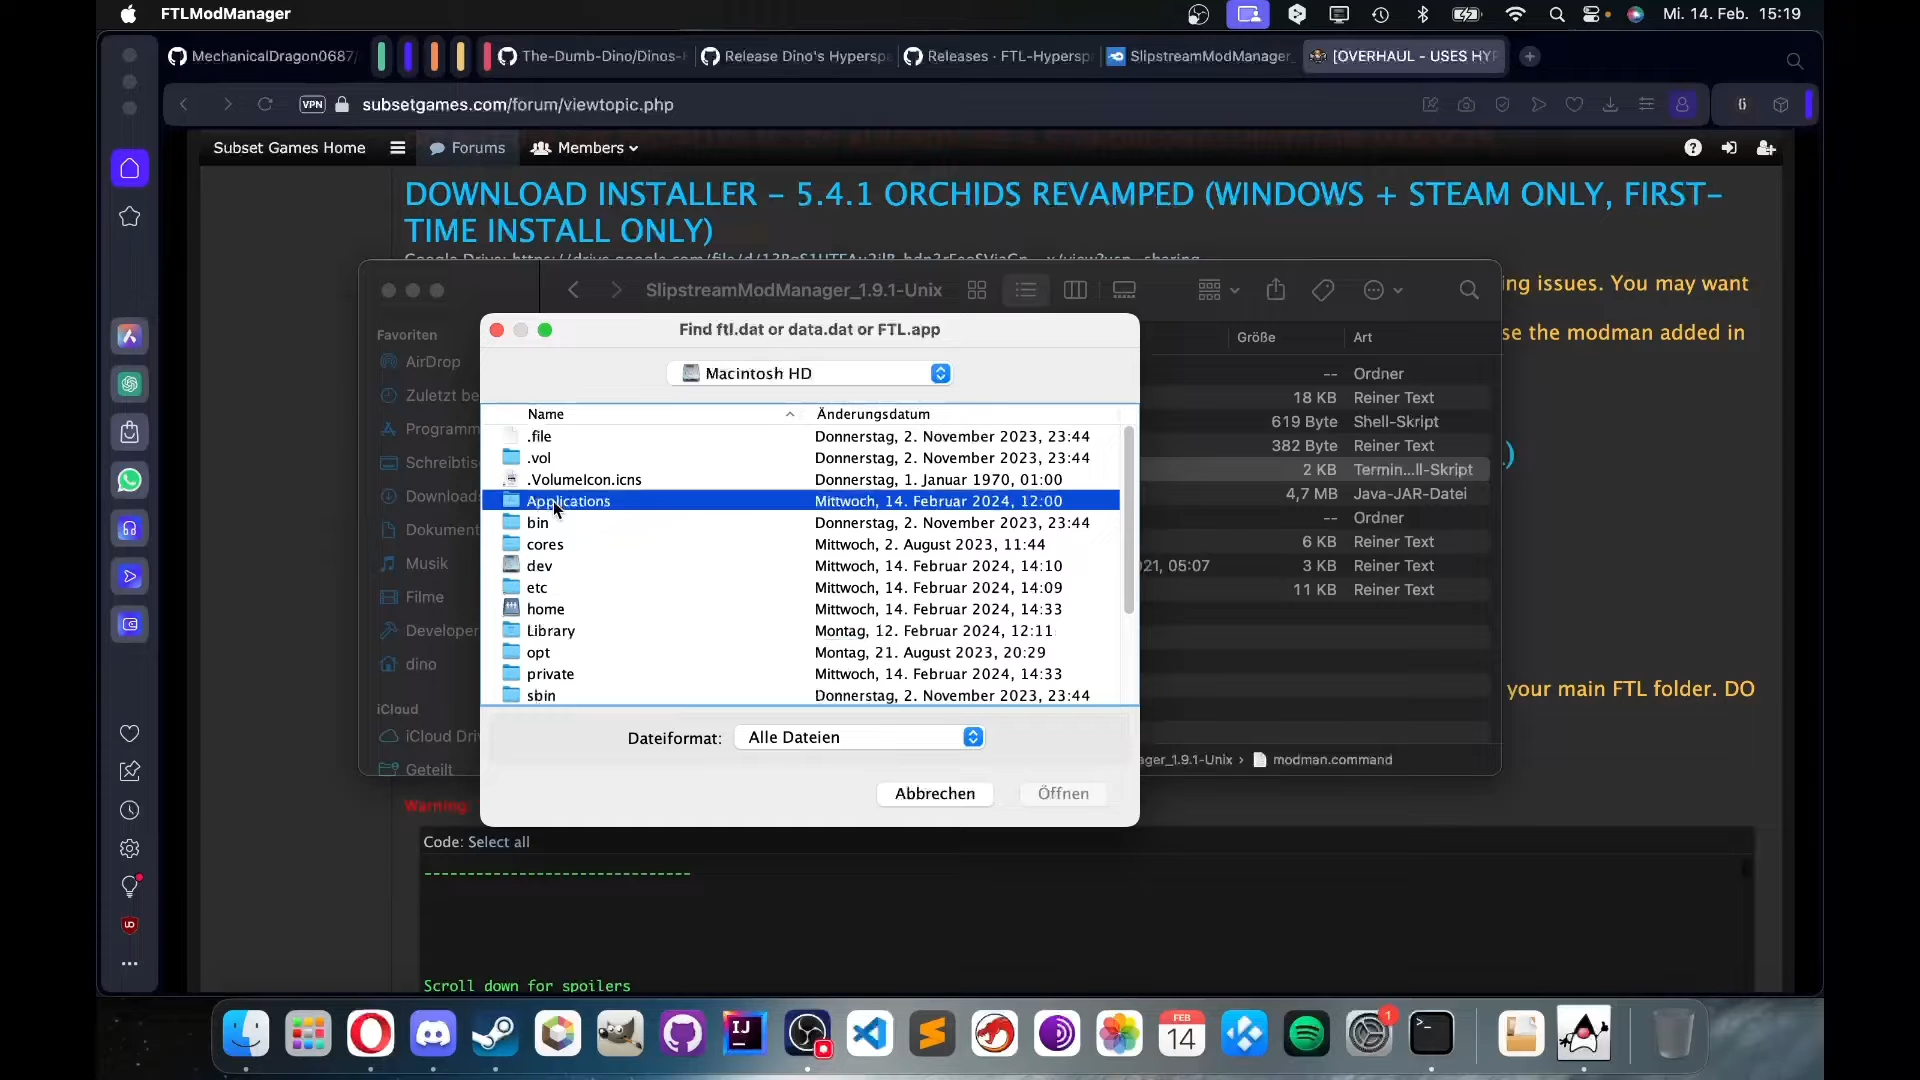 FTLModManager
Mi. 14. Feb. 15:19
MechanicalDragon0687/
The-Dumb-Dino/Dinos-
Release Dino's Hyperspa
Releases · FTL-Hypersp
SlipstreamModManager_
[OVERHAUL - USES HYP
VPN
subsetgames.com/forum/viewtopic.php
Subset Games Home
Forums
Members
DOWNLOAD INSTALLER – 5.4.1 ORCHIDS REVAMPED (WINDOWS + STEAM ONLY, FIRST–
TIME INSTALL ONLY)
ing issues. You may want
se the modman added in
your main FTL folder. DO
SlipstreamModManager_1.9.1-Unix
Favoriten
AirDrop
Zuletzt be
Programm
Schreibtis
Download
Dokument
Musik
Filme
Developer
dino
iCloud
iCloud Dri
Geteilt
Größe
Art
-- Ordner
18 KB Reiner Text
619 Byte Shell-Skript
382 Byte Reiner Text
2 KB Termin...ll-Skript
4,7 MB Java-JAR-Datei
-- Ordner
6 KB Reiner Text
21, 05:07 3 KB Reiner Text
11 KB Reiner Text
ager_1.9.1-Unix › modman.command
Find ftl.dat or data.dat or FTL.app
Macintosh HD
Name Änderungsdatum
.file Donnerstag, 2. November 2023, 23:44
.vol Donnerstag, 2. November 2023, 23:44
.VolumeIcon.icns Donnerstag, 1. Januar 1970, 01:00
Applications Mittwoch, 14. Februar 2024, 12:00
bin Donnerstag, 2. November 2023, 23:44
cores Mittwoch, 2. August 2023, 11:44
dev Mittwoch, 14. Februar 2024, 14:10
etc Mittwoch, 14. Februar 2024, 14:09
home Mittwoch, 14. Februar 2024, 14:33
Library Montag, 12. Februar 2024, 12:11
opt Montag, 21. August 2023, 20:29
private Mittwoch, 14. Februar 2024, 14:33
sbin Donnerstag, 2. November 2023, 23:44
Dateiformat: Alle Dateien
Abbrechen
Öffnen
Warning:
Code: Select all
------------------------------
Scroll down for spoilers
FEB
14
IJ
1